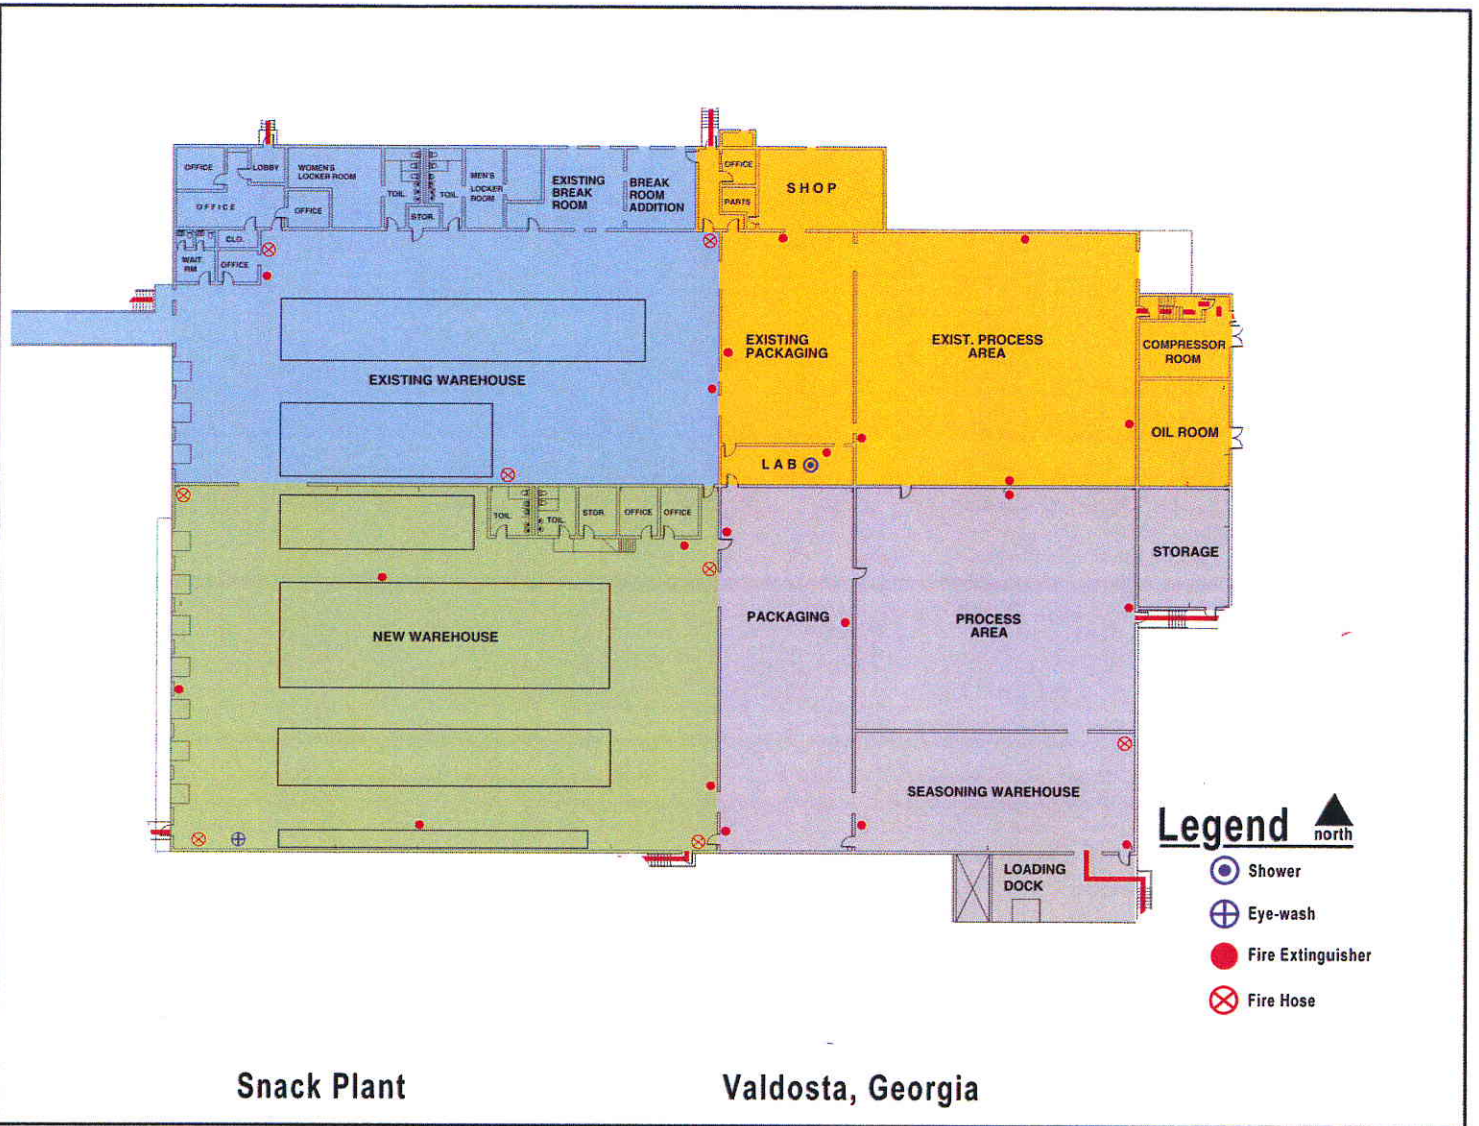 OFFICE
LOBBY
WOMEN'S
LOCKER ROOM
OFFICE
OFFICE
TOIL.
TOIL.
STOR.
MEN'S
LOCKER
ROOM
EXISTING
BREAK
ROOM
BREAK
ROOM
ADDITION
OFFICE
PARTS
SHOP
CLO.
WAIT
RM
OFFICE
EXISTING WAREHOUSE
EXISTING
PACKAGING
EXIST. PROCESS
AREA
COMPRESSOR
ROOM
OIL ROOM
LAB
TOIL.
TOIL.
STOR.
OFFICE
OFFICE
STORAGE
NEW WAREHOUSE
PACKAGING
PROCESS
AREA
SEASONING WAREHOUSE
LOADING
DOCK
Legend
north
Shower
Eye-wash
Fire Extinguisher
Fire Hose
Snack Plant
Valdosta, Georgia